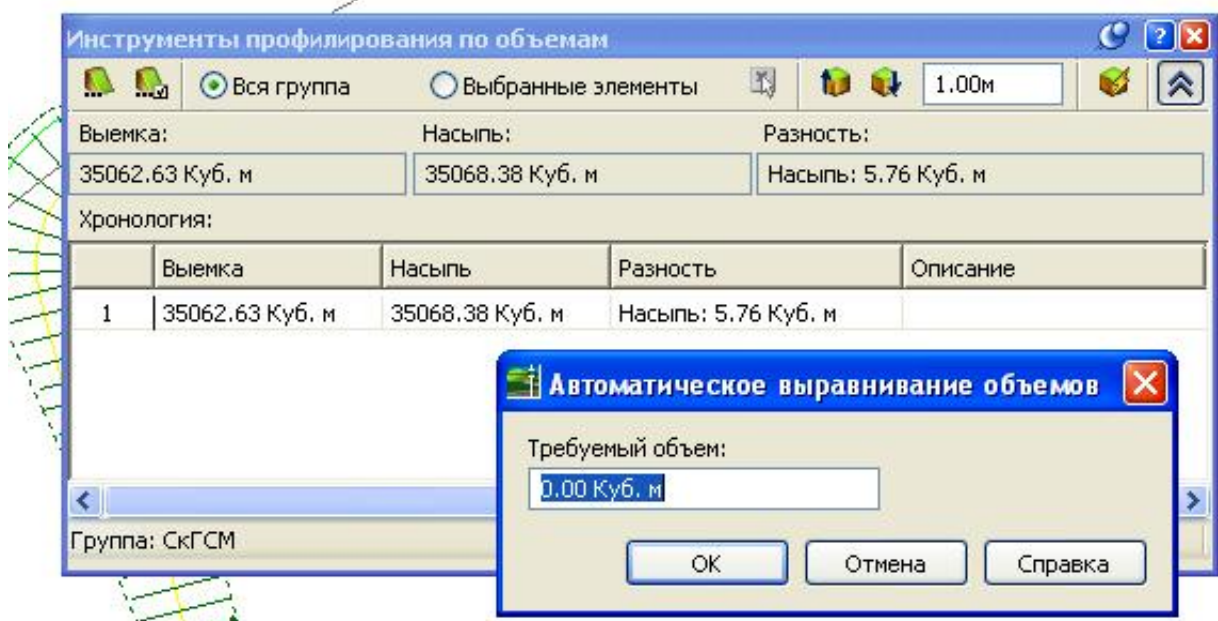 Инструменты профилирования по объемам
Вся группа Выбранные элементы 1.00м
Выемка: Насыпь: Разность:
35062.63 Куб. м 35068.38 Куб. м Насыпь: 5.76 Куб. м
Хронология:
Выемка Насыпь Разность Описание
1 35062.63 Куб. м 35068.38 Куб. м Насыпь: 5.76 Куб. м
Автоматическое выравнивание объемов
Требуемый объем:
0.00 Куб. м
Группа: СкГСМ
OK Отмена Справка